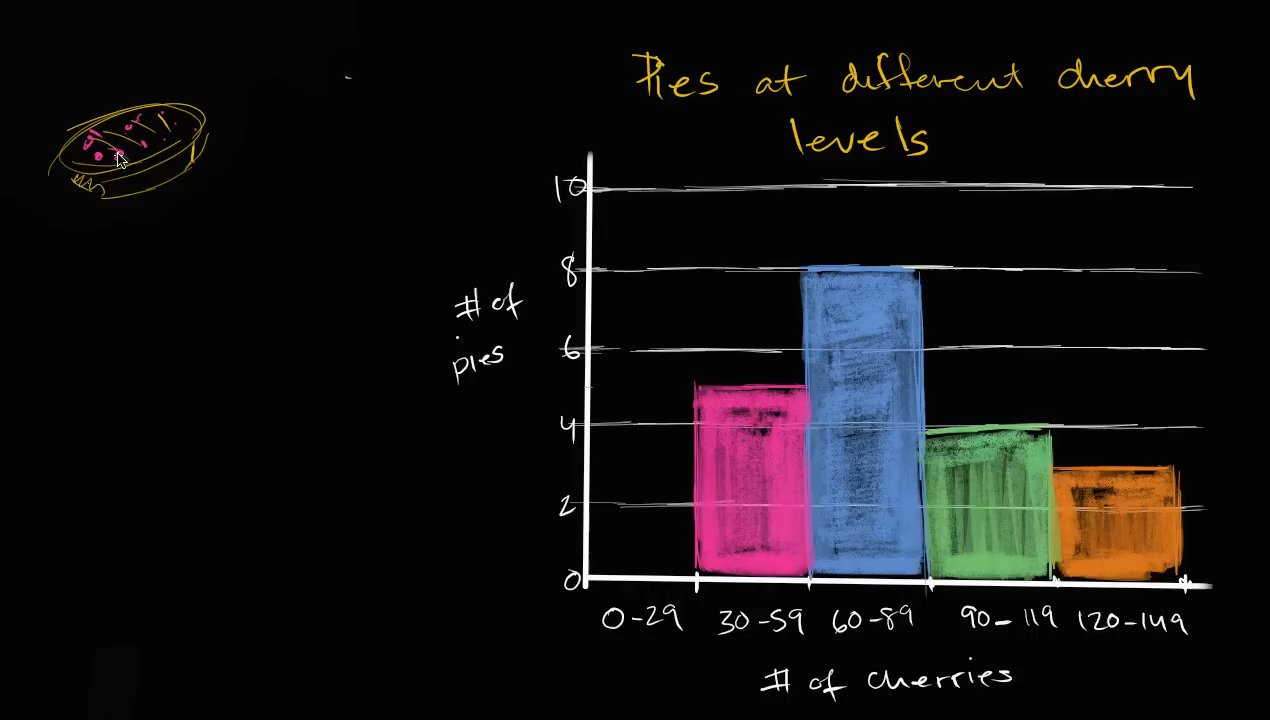 Pies at different cherry
levels
10
8
# of
pies
6
4
2
0
0-29 30-59 60-89 90-119 120-149
# of cherries